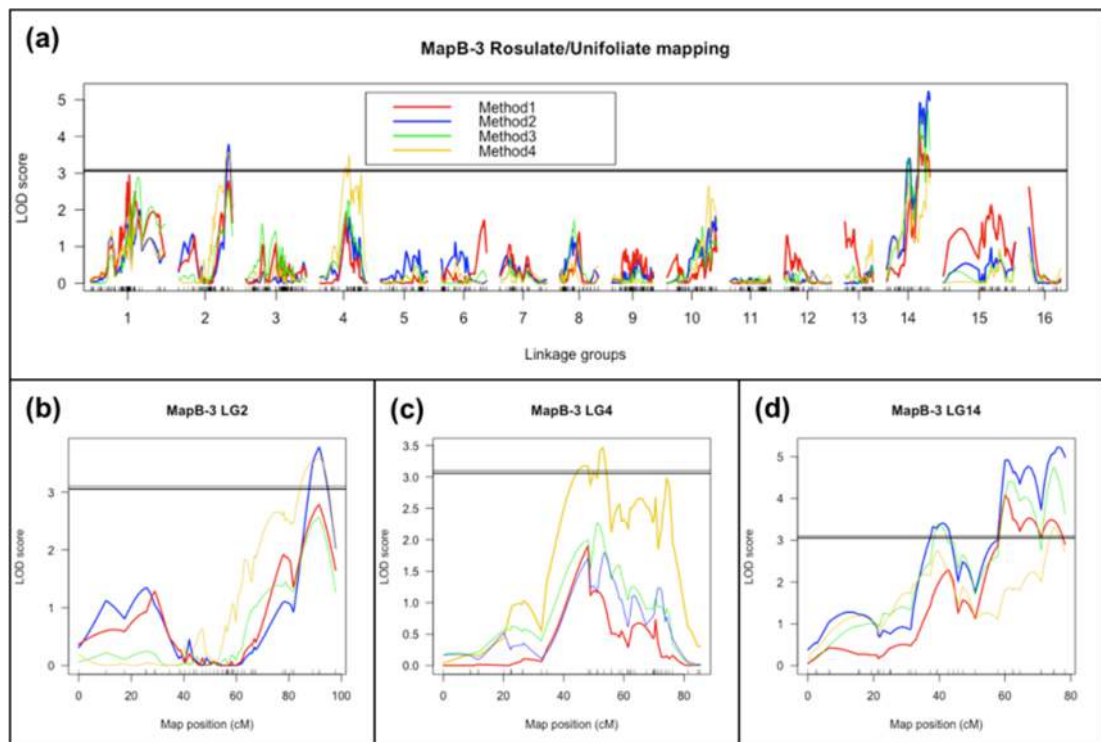 (a)
MapB-3 Rosulate/Unifoliate mapping
Method1
Method2
Method3
Method4
LOD score
5
4
3
2
1
0
1 2 3 4 5 6 7 8 9 10 11 12 13 14 15 16
Linkage groups
(b)
MapB-3 LG2
LOD score
3
2
1
0
0 20 40 60 80 100
Map position (cM)
(c)
MapB-3 LG4
LOD score
3.5
3.0
2.5
2.0
1.5
1.0
0.5
0.0
0 20 40 60 80
Map position (cM)
(d)
MapB-3 LG14
LOD score
5
4
3
2
1
0
0 20 40 60 80
Map position (cM)